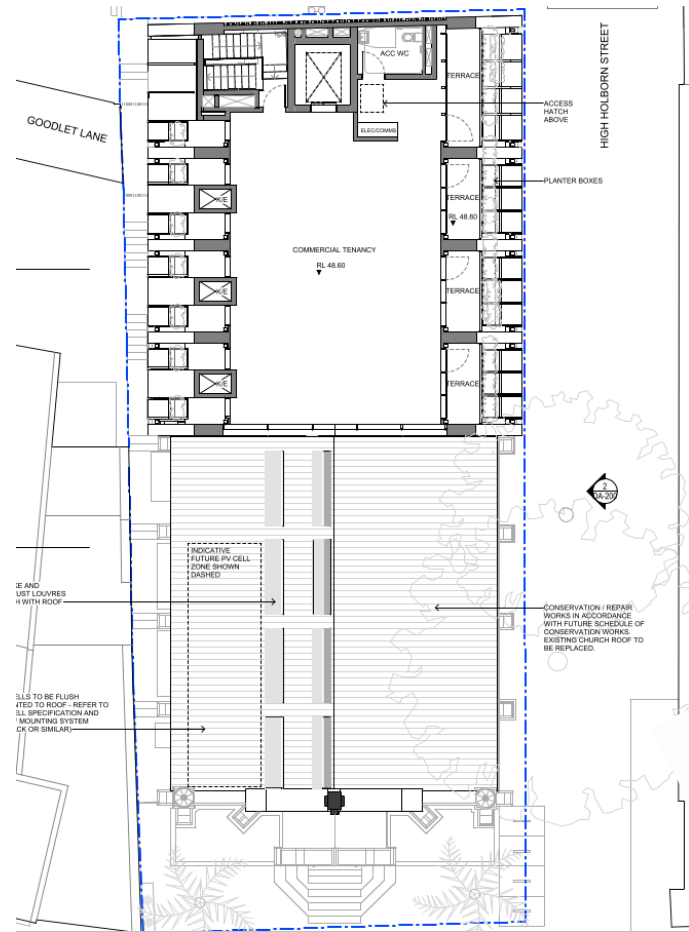 GOODLET LANE
HIGH HOLBORN STREET
ACC WC
TERRACE
ACCESS
HATCH
ABOVE
ELEC/COMMS
PLANTER BOXES
TERRACE
K/E
RL 48.60
COMMERCIAL TENANCY
RL 48.60
K/E
TERRACE
K/E
TERRACE
2
DA-200
INDICATIVE
FUTURE PV CELL
ZONE SHOWN
DASHED
KE AND
UST LOUVRES
H WITH ROOF
CONSERVATION / REPAIR
WORKS IN ACCORDANCE
WITH FUTURE SCHEDULE OF
CONSERVATION WORKS.
EXISTING CHURCH ROOF TO
BE REPLACED.
ELLS TO BE FLUSH
NTED TO ROOF - REFER TO
ELL SPECIFICATION AND
MOUNTING SYSTEM
CK OR SIMILAR)